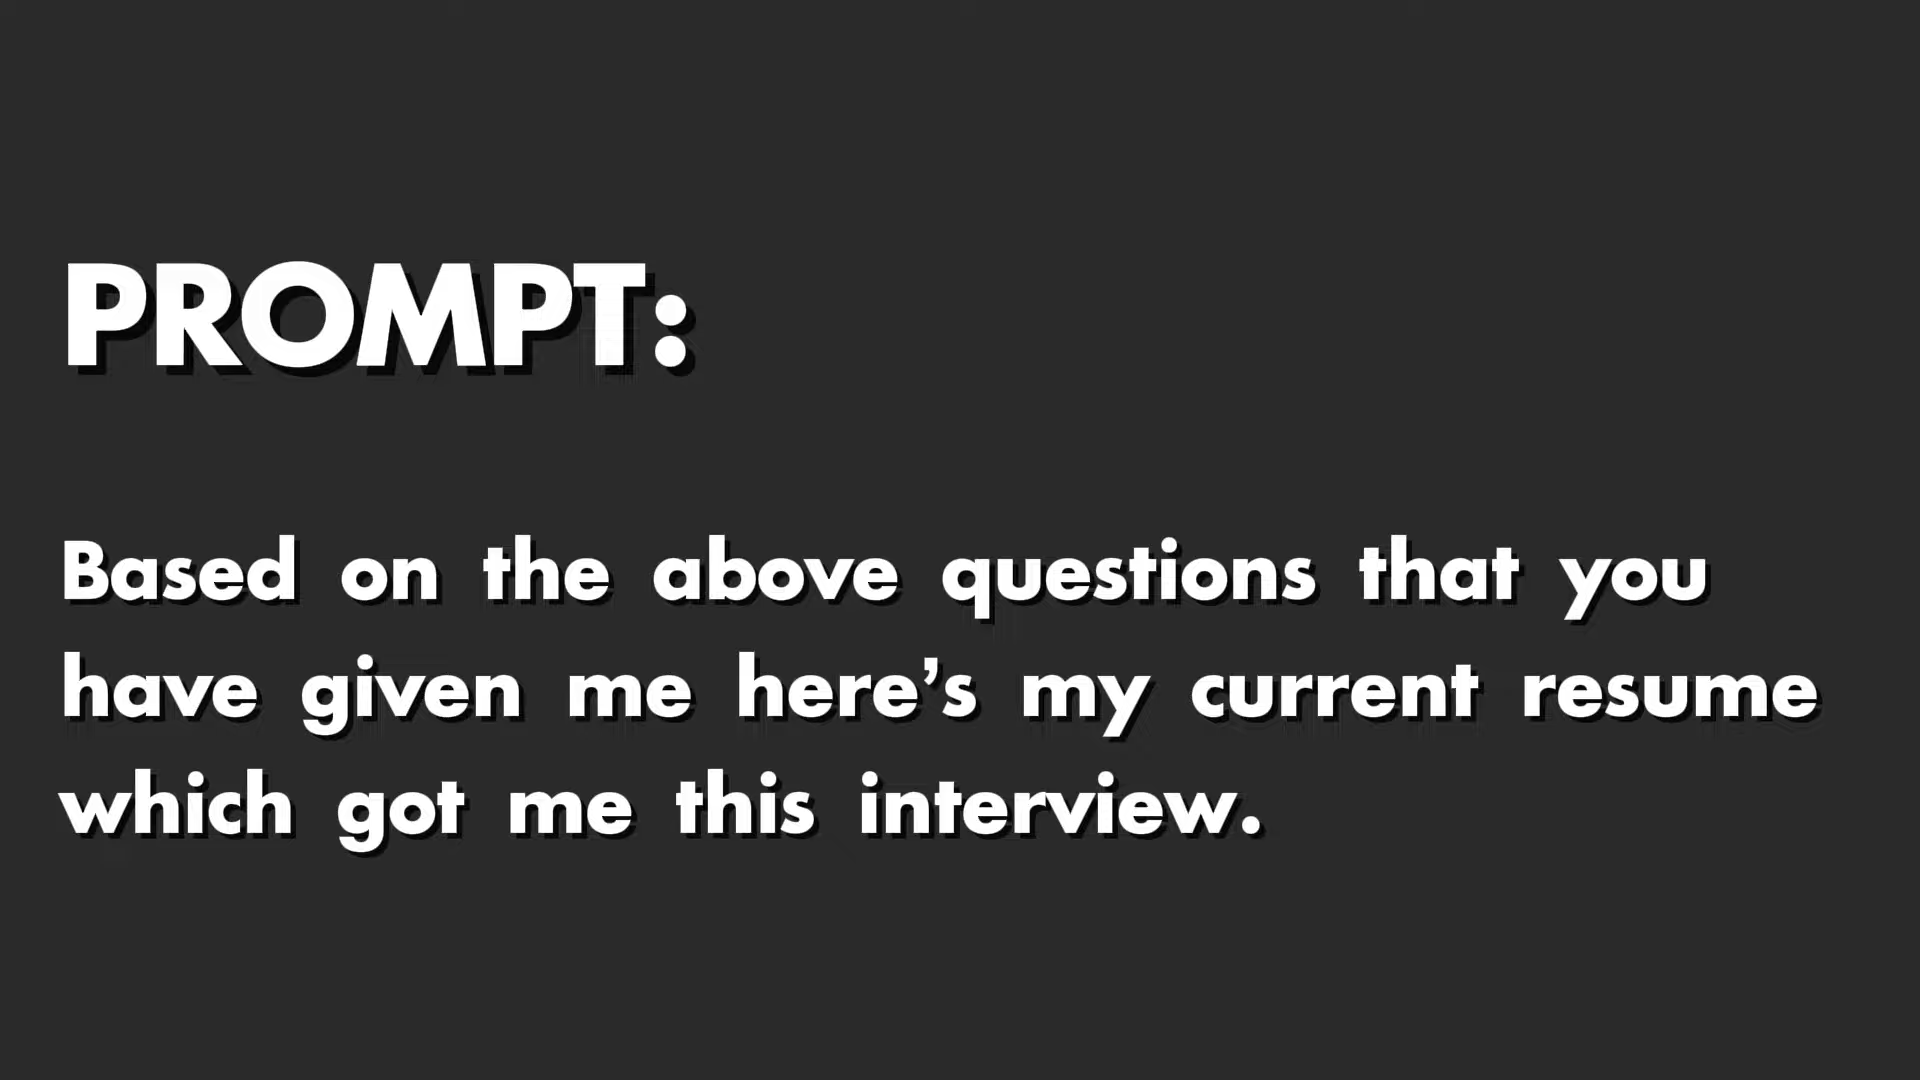 PROMPT:
Based on the above questions that you
have given me here’s my current resume
which got me this interview.